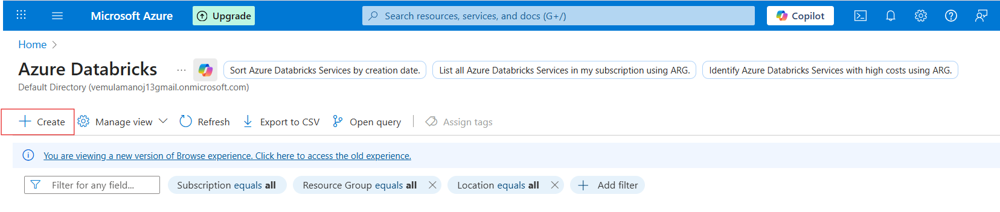 Microsoft Azure Upgrade Search resources, services, and docs (G+/) Copilot
Home
Azure Databricks ... Sort Azure Databricks Services by creation date. List all Azure Databricks Services in my subscription using ARG. Identify Azure Databricks Services with high costs using ARG.
Default Directory (vemulamanoj13gmail.onmicrosoft.com)
Create Manage view Refresh Export to CSV Open query Assign tags
You are viewing a new version of Browse experience. Click here to access the old experience.
Filter for any field... Subscription equals all Resource Group equals all Location equals all Add filter